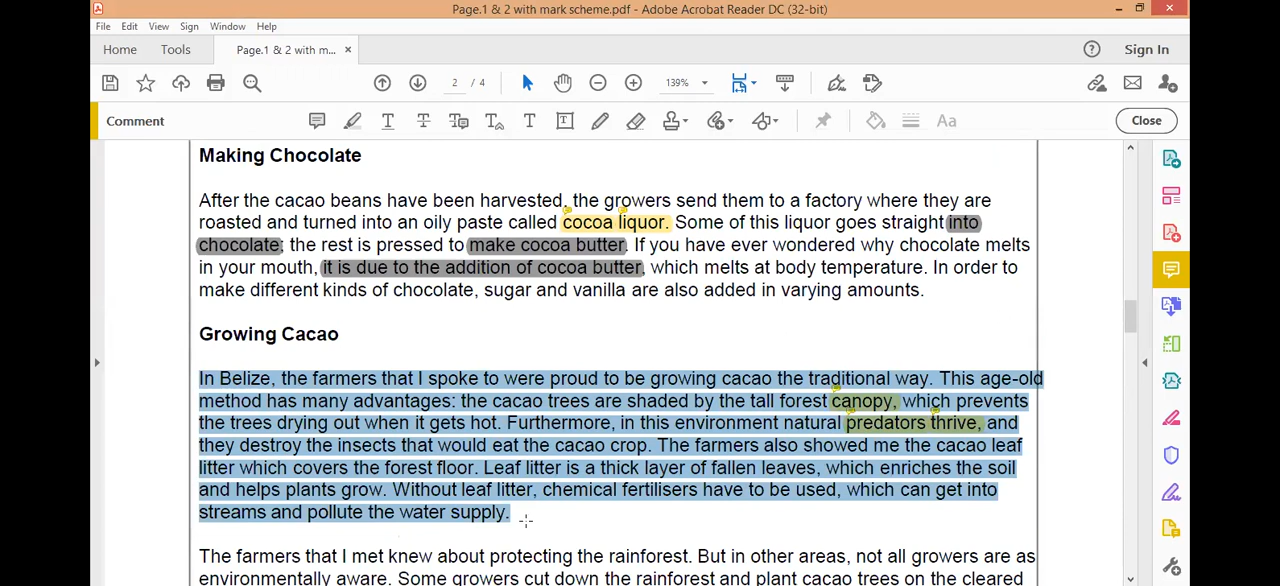 Page.1 & 2 with mark scheme.pdf - Adobe Acrobat Reader DC (32-bit)
File Edit View Sign Window Help
Home Tools Page.1 & 2 with m... × Sign In
2 / 4 139%
Comment Close
Making Chocolate
After the cacao beans have been harvested, the growers send them to a factory where they are
roasted and turned into an oily paste called cocoa liquor. Some of this liquor goes straight into
chocolate; the rest is pressed to make cocoa butter. If you have ever wondered why chocolate melts
in your mouth, it is due to the addition of cocoa butter, which melts at body temperature. In order to
make different kinds of chocolate, sugar and vanilla are also added in varying amounts.
Growing Cacao
In Belize, the farmers that I spoke to were proud to be growing cacao the traditional way. This age-old
method has many advantages: the cacao trees are shaded by the tall forest canopy, which prevents
the trees drying out when it gets hot. Furthermore, in this environment natural predators thrive, and
they destroy the insects that would eat the cacao crop. The farmers also showed me the cacao leaf
litter which covers the forest floor. Leaf litter is a thick layer of fallen leaves, which enriches the soil
and helps plants grow. Without leaf litter, chemical fertilisers have to be used, which can get into
streams and pollute the water supply.
The farmers that I met knew about protecting the rainforest. But in other areas, not all growers are as
environmentally aware. Some growers cut down the rainforest and plant cacao trees on the cleared